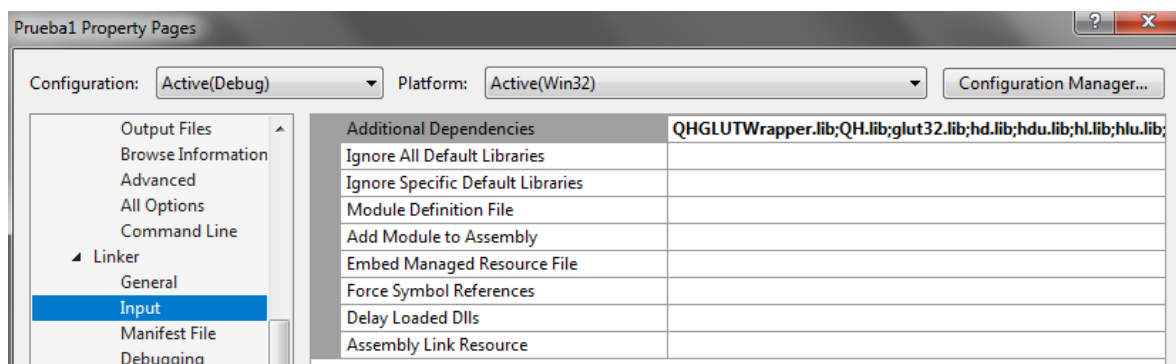 Prueba1 Property Pages
Configuration: Active(Debug) Platform: Active(Win32) Configuration Manager...
Output Files
Browse Information
Advanced
All Options
Command Line
Linker
General
Input
Manifest File
Debugging
Additional Dependencies QHGLUTWrapper.lib;QH.lib;glut32.lib;hd.lib;hdu.lib;hl.lib;hlu.lib;
Ignore All Default Libraries
Ignore Specific Default Libraries
Module Definition File
Add Module to Assembly
Embed Managed Resource File
Force Symbol References
Delay Loaded Dlls
Assembly Link Resource